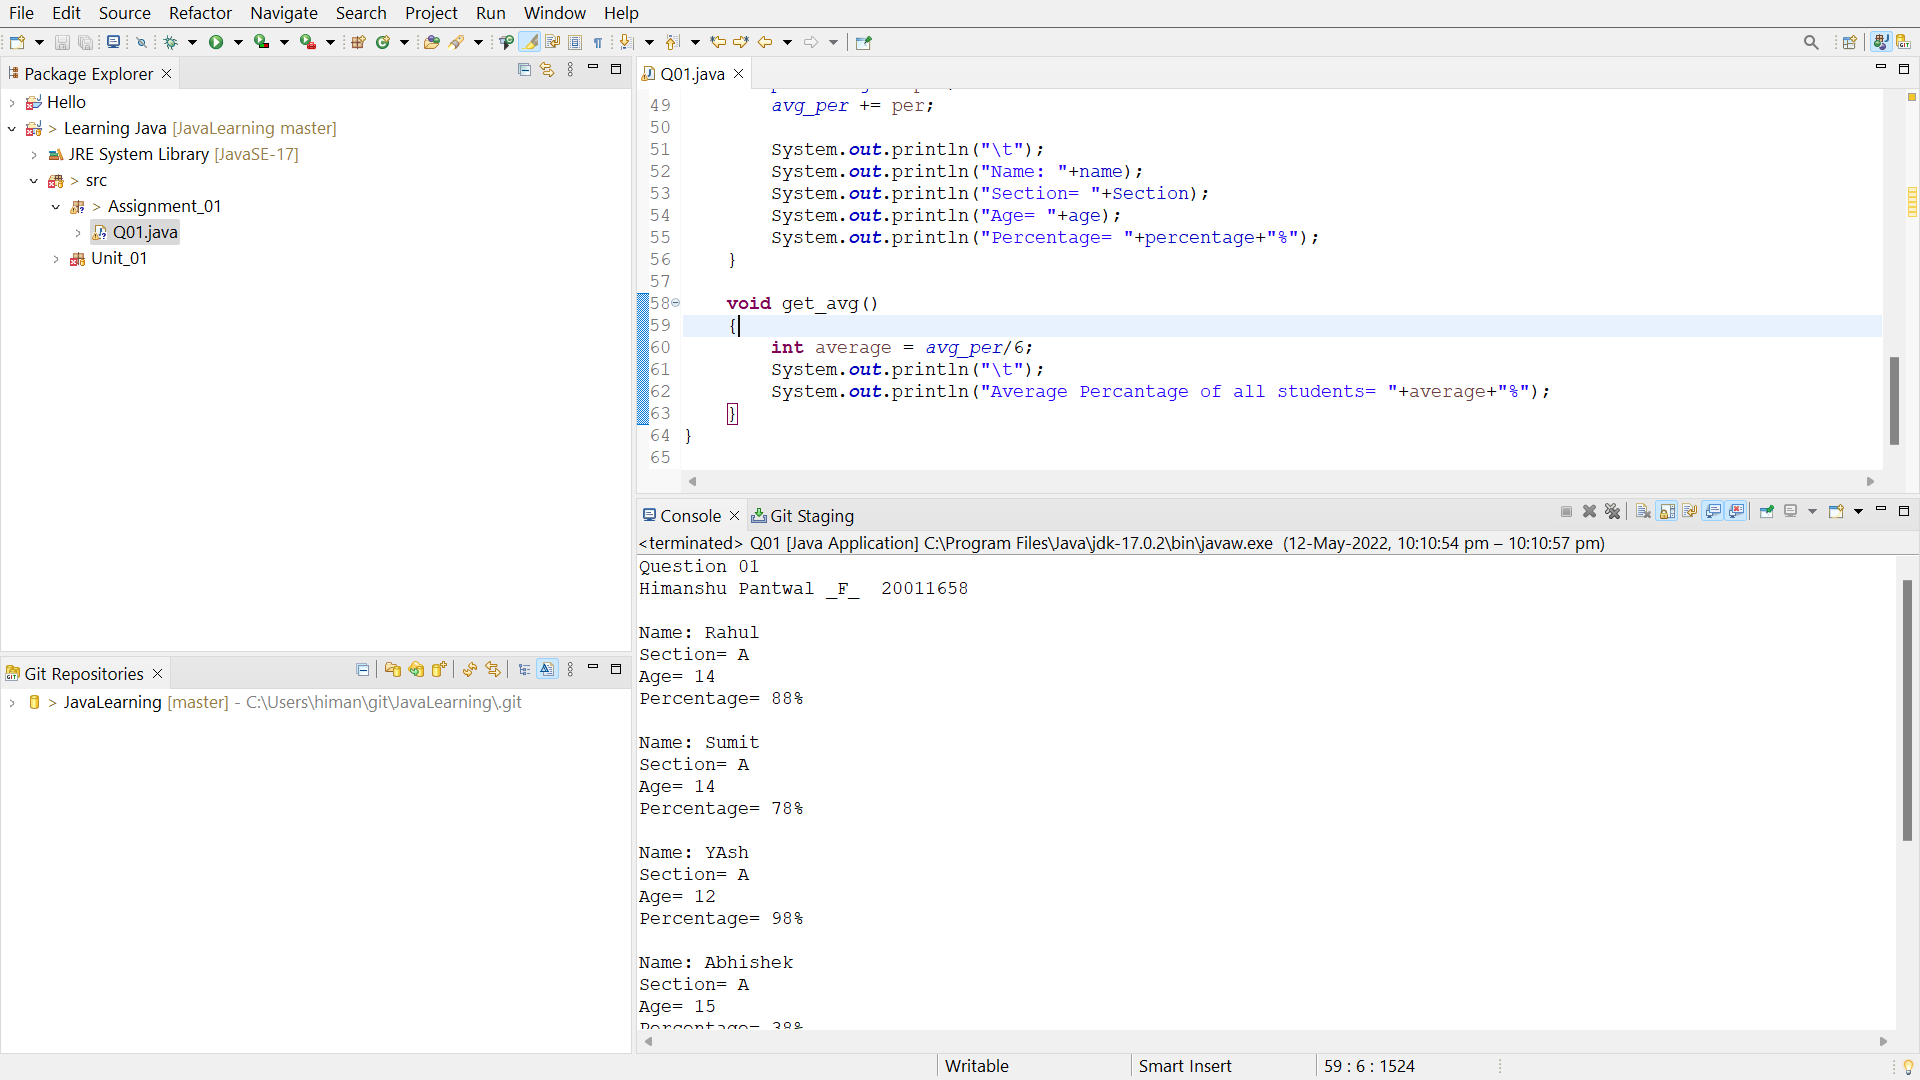 File Edit Source Refactor Navigate Search Project Run Window Help
Package Explorer
Hello
> Learning Java [JavaLearning master]
JRE System Library [JavaSE-17]
> src
> Assignment_01
Q01.java
Unit_01
Git Repositories
> JavaLearning [master] - C:\Users\himan\git\JavaLearning\.git
Q01.java
49 avg_per += per;
50
51 System.out.println("\t");
52 System.out.println("Name: "+name);
53 System.out.println("Section= "+Section);
54 System.out.println("Age= "+age);
55 System.out.println("Percentage= "+percentage+"%");
56 }
57
58 void get_avg()
59 {
60 int average = avg_per/6;
61 System.out.println("\t");
62 System.out.println("Average Percantage of all students= "+average+"%");
63 }
64 }
65
Console Git Staging
<terminated> Q01 [Java Application] C:\Program Files\Java\jdk-17.0.2\bin\javaw.exe (12-May-2022, 10:10:54 pm – 10:10:57 pm)
Question 01
Himanshu Pantwal _F_ 20011658
Name: Rahul
Section= A
Age= 14
Percentage= 88%
Name: Sumit
Section= A
Age= 14
Percentage= 78%
Name: YAsh
Section= A
Age= 12
Percentage= 98%
Name: Abhishek
Section= A
Age= 15
Percentage= 38%
Writable Smart Insert 59 : 6 : 1524